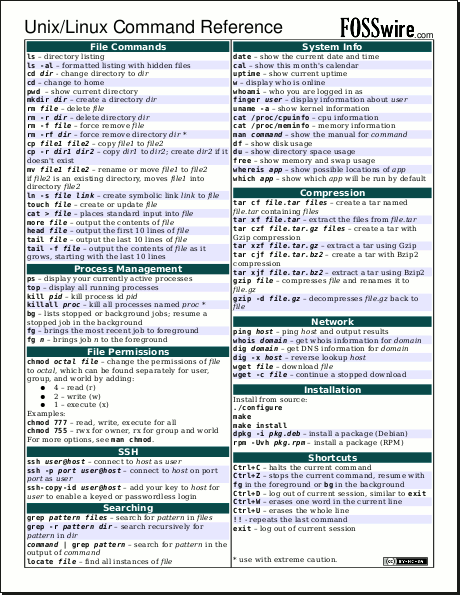 Unix/Linux Command Reference
FOSSwire.com
File Commands
ls – directory listing
ls -al – formatted listing with hidden files
cd dir - change directory to dir
cd – change to home
pwd – show current directory
mkdir dir – create a directory dir
rm file – delete file
rm -r dir – delete directory dir
rm -f file – force remove file
rm -rf dir – force remove directory dir *
cp file1 file2 – copy file1 to file2
cp -r dir1 dir2 – copy dir1 to dir2; create dir2 if it
doesn't exist
mv file1 file2 – rename or move file1 to file2
if file2 is an existing directory, moves file1 into
directory file2
ln -s file link – create symbolic link link to file
touch file – create or update file
cat > file – places standard input into file
more file – output the contents of file
head file – output the first 10 lines of file
tail file – output the last 10 lines of file
tail -f file – output the contents of file as it
grows, starting with the last 10 lines
Process Management
ps – display your currently active processes
top – display all running processes
kill pid – kill process id pid
killall proc – kill all processes named proc *
bg – lists stopped or background jobs; resume a
stopped job in the background
fg – brings the most recent job to foreground
fg n – brings job n to the foreground
File Permissions
chmod octal file – change the permissions of file
to octal, which can be found separately for user,
group, and world by adding:
● 4 – read (r)
● 2 – write (w)
● 1 – execute (x)
Examples:
chmod 777 – read, write, execute for all
chmod 755 – rwx for owner, rx for group and world
For more options, see man chmod.
SSH
ssh user@host – connect to host as user
ssh -p port user@host – connect to host on port
port as user
ssh-copy-id user@host – add your key to host for
user to enable a keyed or passwordless login
Searching
grep pattern files – search for pattern in files
grep -r pattern dir – search recursively for
pattern in dir
command | grep pattern – search for pattern in the
output of command
locate file – find all instances of file
System Info
date – show the current date and time
cal – show this month's calendar
uptime – show current uptime
w – display who is online
whoami – who you are logged in as
finger user – display information about user
uname -a – show kernel information
cat /proc/cpuinfo – cpu information
cat /proc/meminfo – memory information
man command – show the manual for command
df – show disk usage
du – show directory space usage
free – show memory and swap usage
whereis app – show possible locations of app
which app – show which app will be run by default
Compression
tar cf file.tar files – create a tar named
file.tar containing files
tar xf file.tar – extract the files from file.tar
tar czf file.tar.gz files – create a tar with
Gzip compression
tar xzf file.tar.gz – extract a tar using Gzip
tar cjf file.tar.bz2 – create a tar with Bzip2
compression
tar xjf file.tar.bz2 – extract a tar using Bzip2
gzip file – compresses file and renames it to
file.gz
gzip -d file.gz – decompresses file.gz back to
file
Network
ping host – ping host and output results
whois domain – get whois information for domain
dig domain – get DNS information for domain
dig -x host – reverse lookup host
wget file – download file
wget -c file – continue a stopped download
Installation
Install from source:
./configure
make
make install
dpkg -i pkg.deb – install a package (Debian)
rpm -Uvh pkg.rpm – install a package (RPM)
Shortcuts
Ctrl+C – halts the current command
Ctrl+Z – stops the current command, resume with
fg in the foreground or bg in the background
Ctrl+D – log out of current session, similar to exit
Ctrl+W – erases one word in the current line
Ctrl+U – erases the whole line
!! - repeats the last command
exit – log out of current session
* use with extreme caution.
cc BY-NC-SA